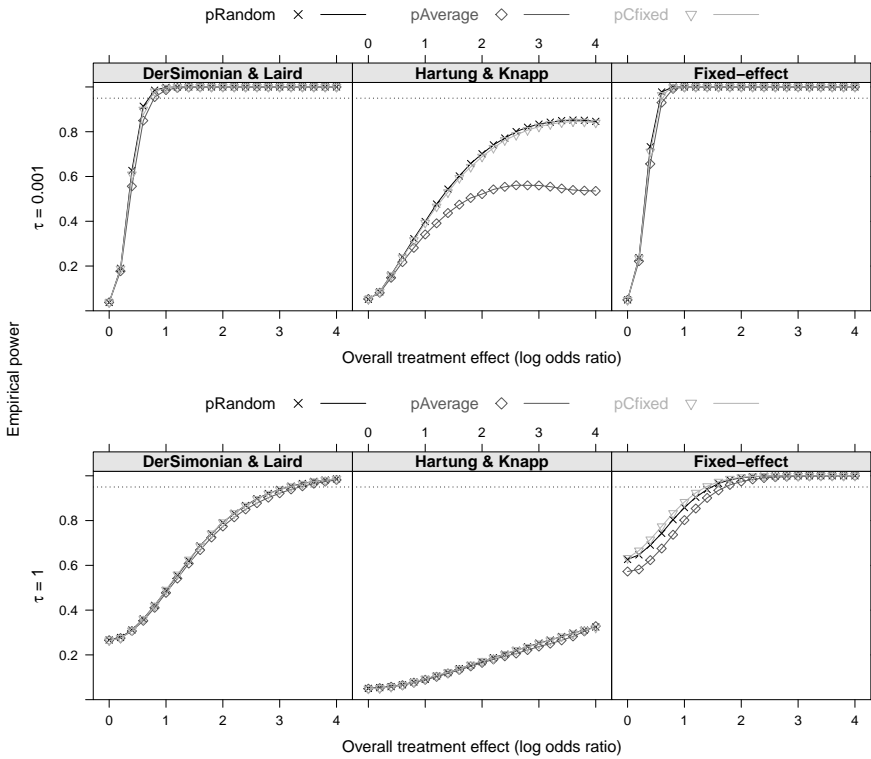 pRandom pAverage pCfixed
0 1 2 3 4
DerSimonian & Laird Hartung & Knapp Fixed−effect
0.8
0.6
0.4
0.2
τ = 0.001
0 1 2 3 4 0 1 2 3 4
Overall treatment effect (log odds ratio)
Empirical power
pRandom pAverage pCfixed
0 1 2 3 4
DerSimonian & Laird Hartung & Knapp Fixed−effect
0.8
0.6
0.4
0.2
τ = 1
0 1 2 3 4 0 1 2 3 4
Overall treatment effect (log odds ratio)